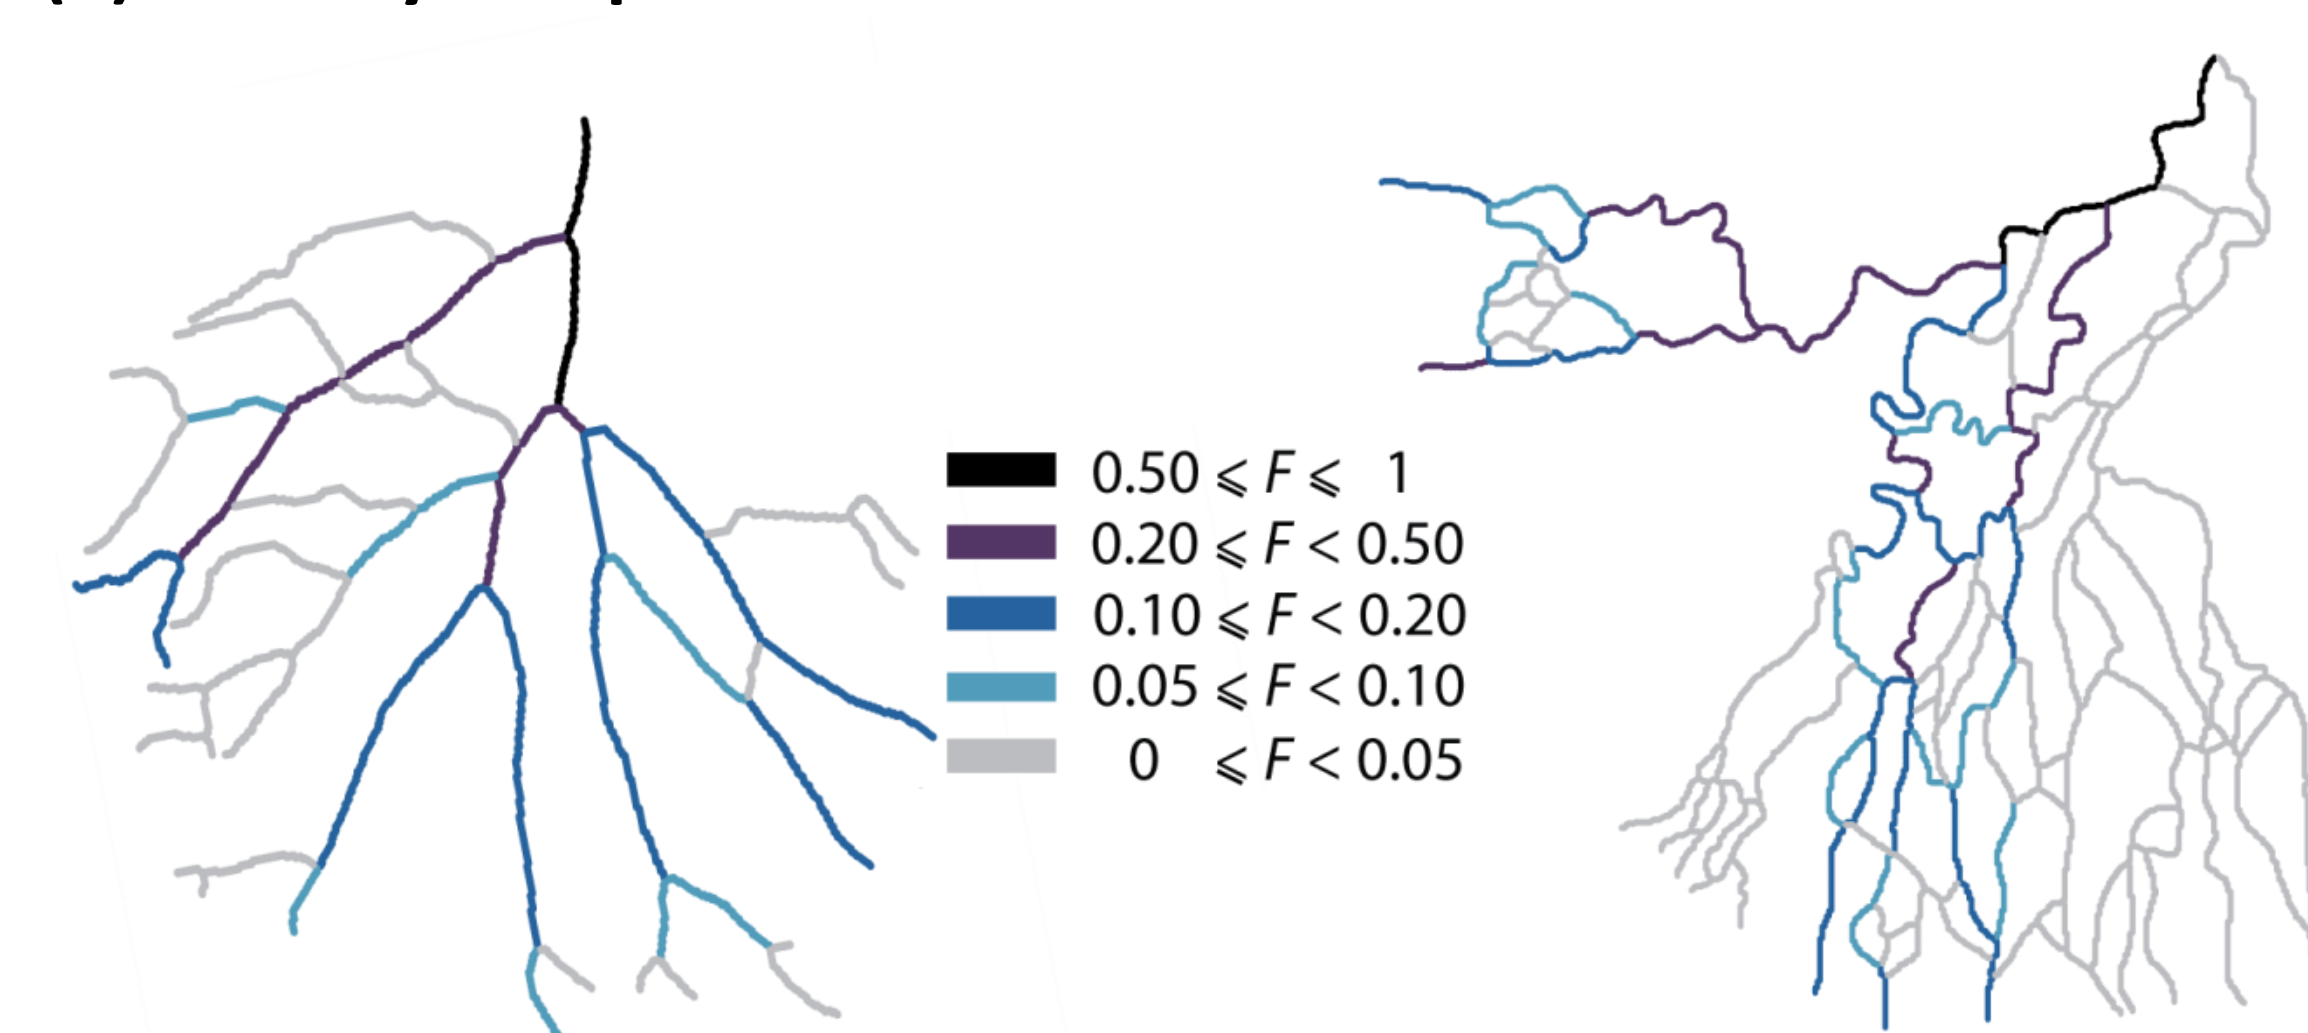 0.50 ⩽ F ⩽ 1
0.20 ⩽ F < 0.50
0.10 ⩽ F < 0.20
0.05 ⩽ F < 0.10
0 ⩽ F < 0.05